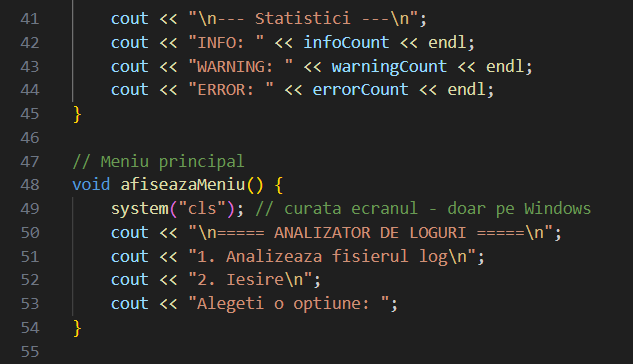 41 cout << "\n--- Statistici ---\n";
42 cout << "INFO: " << infoCount << endl;
43 cout << "WARNING: " << warningCount << endl;
44 cout << "ERROR: " << errorCount << endl;
45 }
46
47 // Meniu principal
48 void afiseazaMeniu() {
49 system("cls"); // curata ecranul - doar pe Windows
50 cout << "\n===== ANALIZATOR DE LOGURI =====\n";
51 cout << "1. Analizeaza fisierul log\n";
52 cout << "2. Iesire\n";
53 cout << "Alegeti o optiune: ";
54 }
55